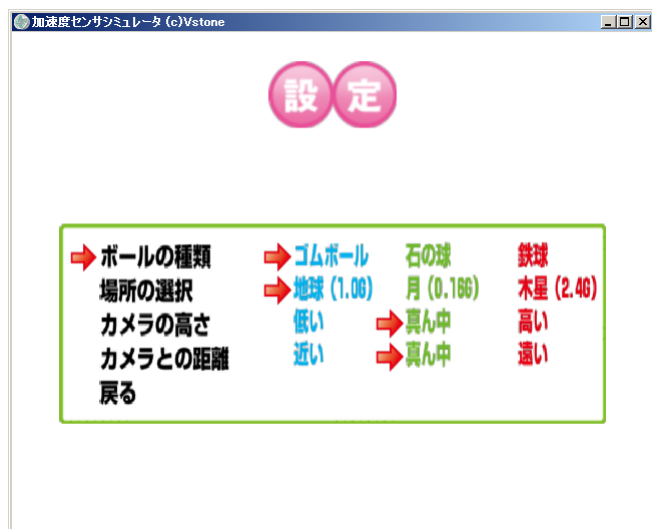 加速度センサシミュレータ (c)Vstone
設定
ボールの種類 ゴムボール 石の球 鉄球
場所の選択 地球 (1.0G) 月 (0.16G) 木星 (2.4G)
カメラの高さ 低い 真ん中 高い
カメラとの距離 近い 真ん中 遠い
戻る